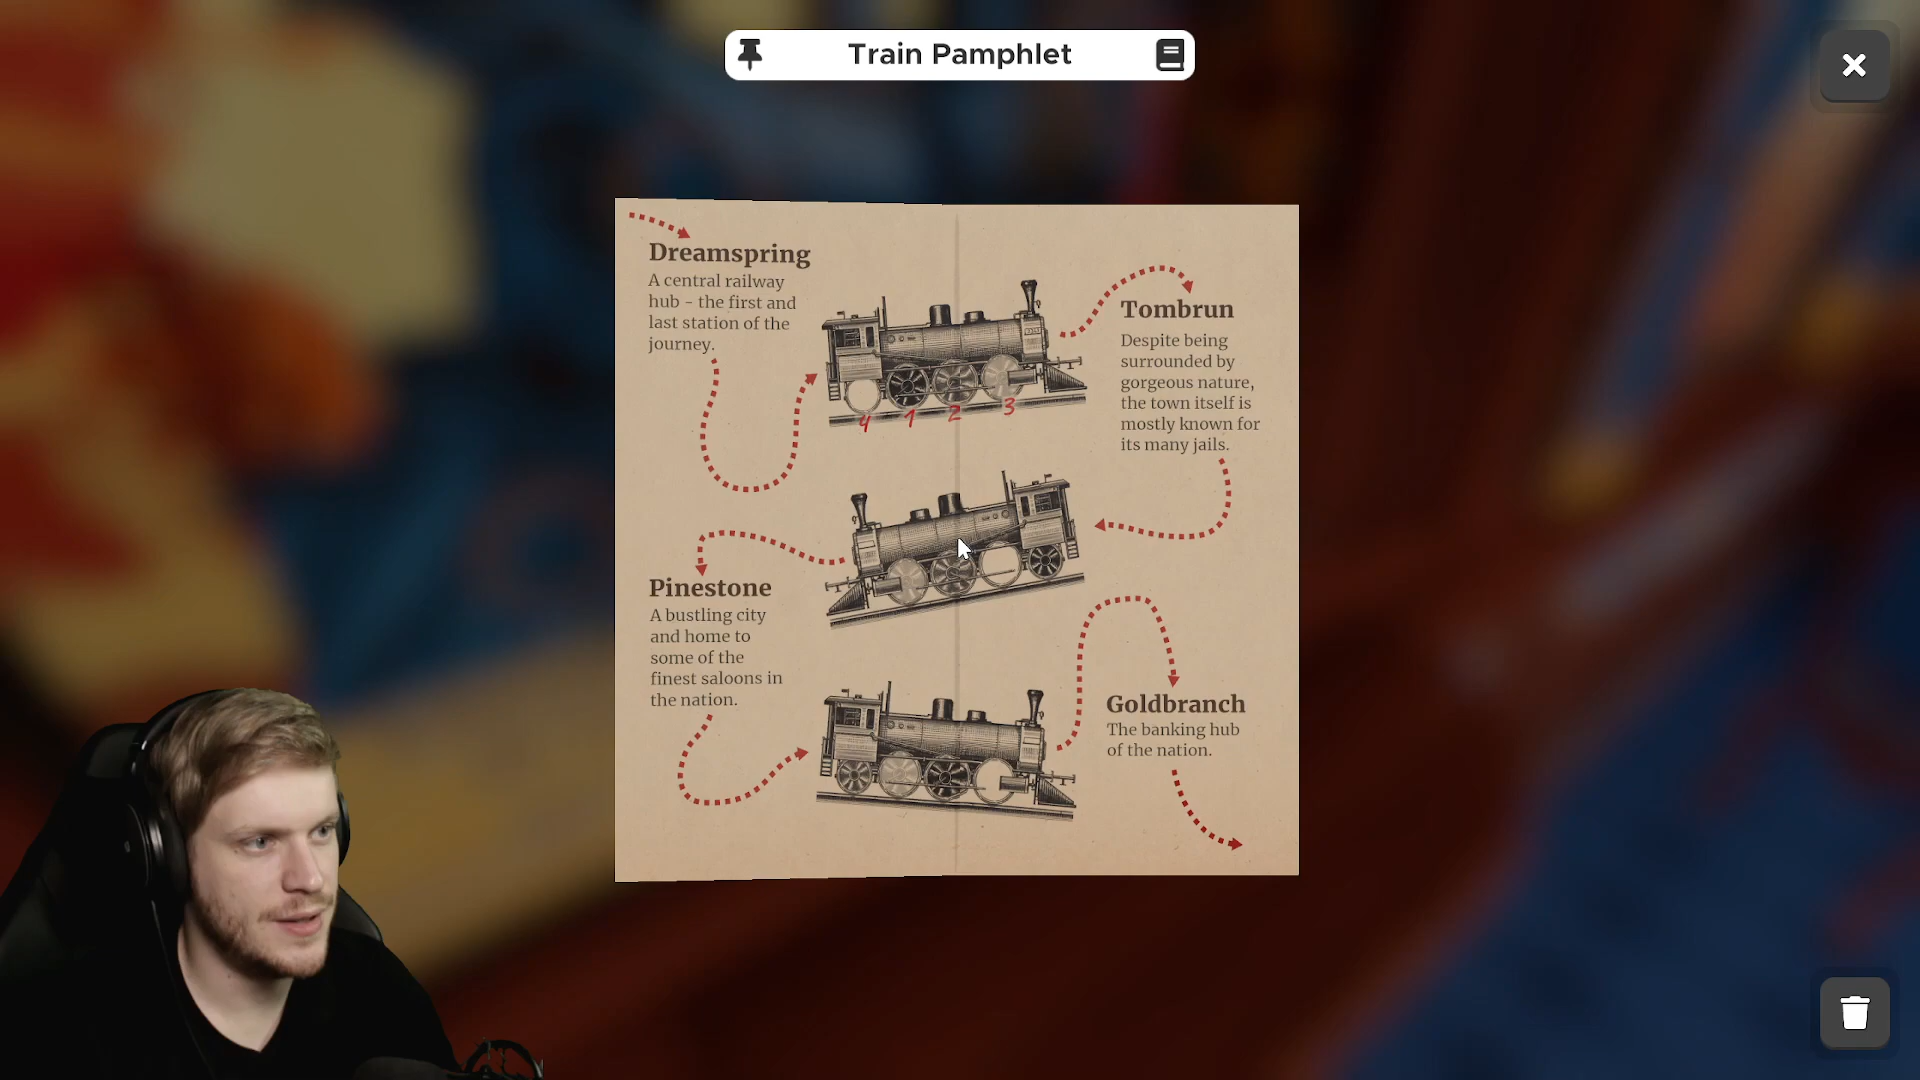 Train Pamphlet
Dreamspring
A central railway
hub - the first and
last station of the
journey.
4 1 2 3
Tombrun
Despite being
surrounded by
gorgeous nature,
the town itself is
mostly known for
its many jails.
Pinestone
A bustling city
and home to
some of the
finest saloons in
the nation.
Goldbranch
The banking hub
of the nation.